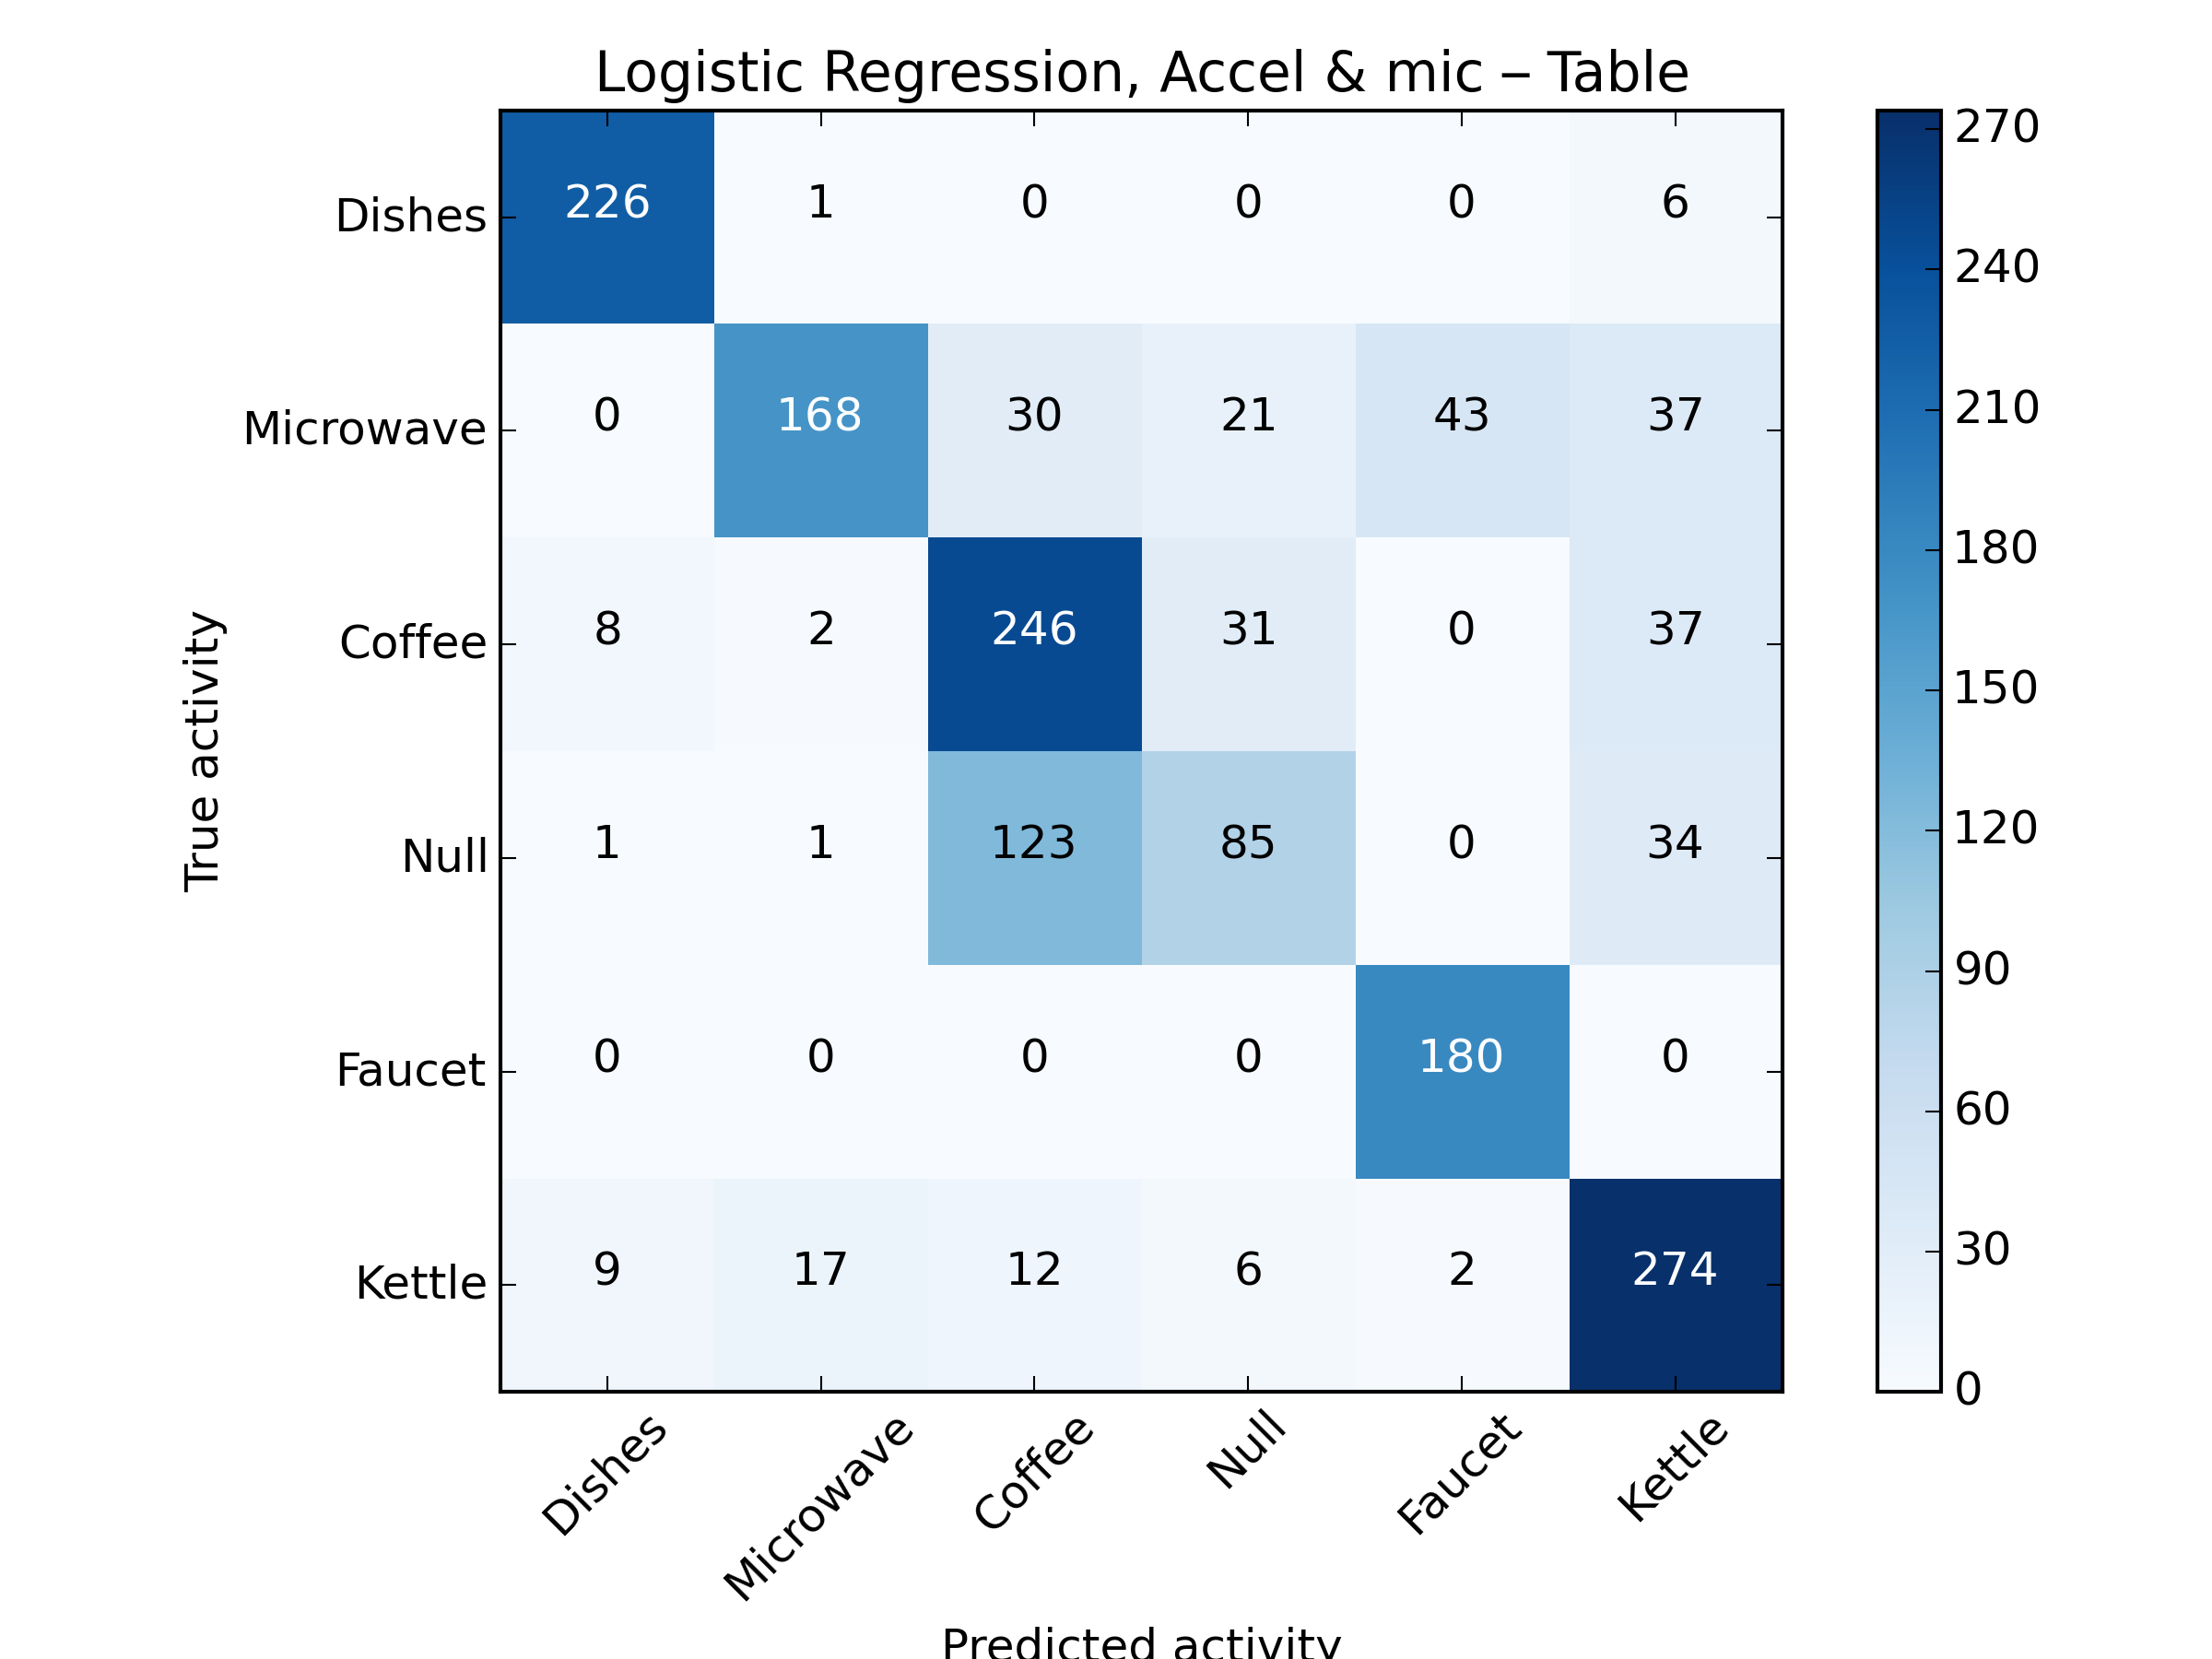 Logistic Regression, Accel & mic – Table
Dishes 226 1 0 0 0 6
Microwave 0 168 30 21 43 37
Coffee 8 2 246 31 0 37
Null 1 1 123 85 0 34
Faucet 0 0 0 0 180 0
Kettle 9 17 12 6 2 274
True activity
Dishes Microwave Coffee Null Faucet Kettle
Predicted activity
270
240
210
180
150
120
90
60
30
0